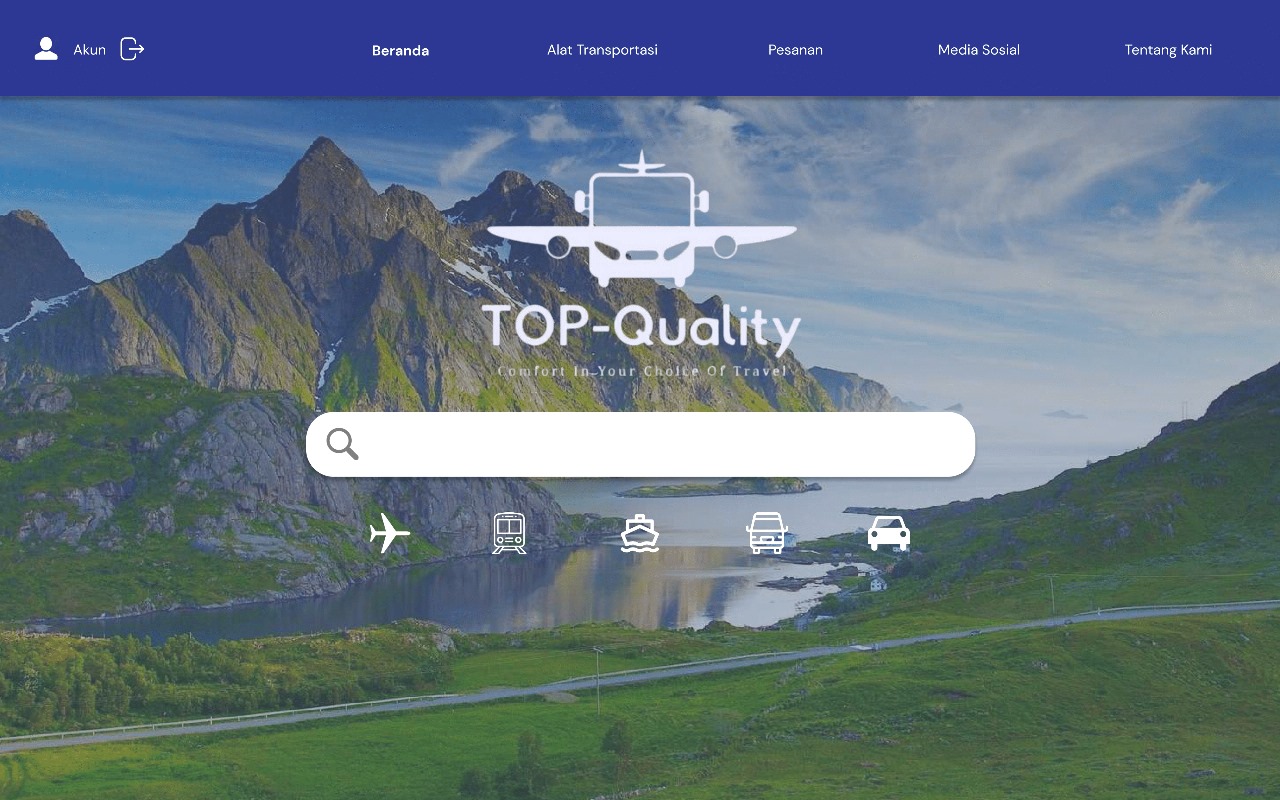 Akun
Beranda
Alat Transportasi
Pesanan
Media Sosial
Tentang Kami
TOP-Quality
Comfort In Your Choice Of Travel